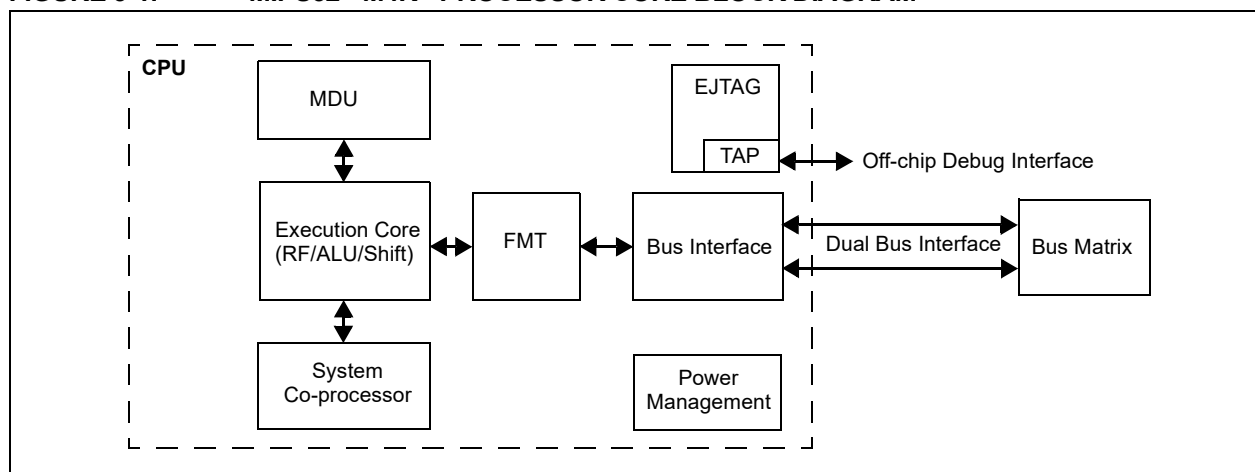 CPU
MDU
EJTAG
TAP
Off-chip Debug Interface
Execution Core
(RF/ALU/Shift)
FMT
Bus Interface
Dual Bus Interface
Bus Matrix
System
Co-processor
Power
Management